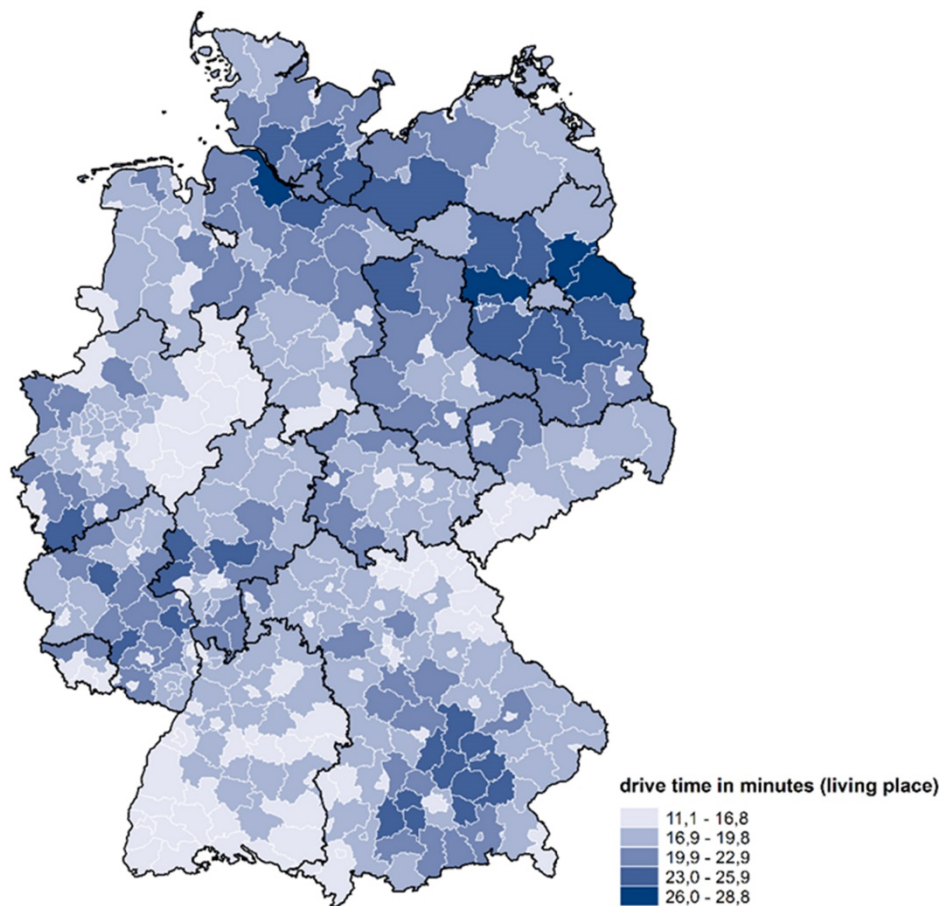 drive time in minutes (living place)
11,1 - 16,8
16,9 - 19,8
19,9 - 22,9
23,0 - 25,9
26,0 - 28,8